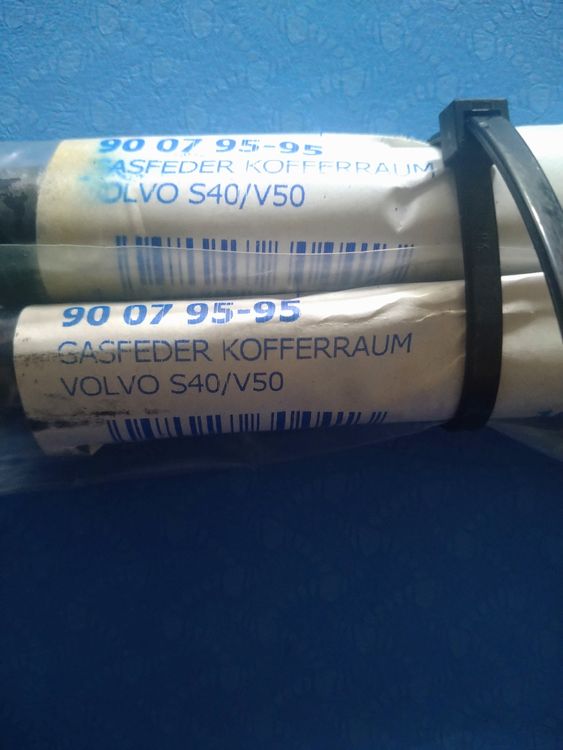 90 07 95-95
GASFEDER KOFFERRAUM
VOLVO S40/V50
90 07 95-95
GASFEDER KOFFERRAUM
VOLVO S40/V50